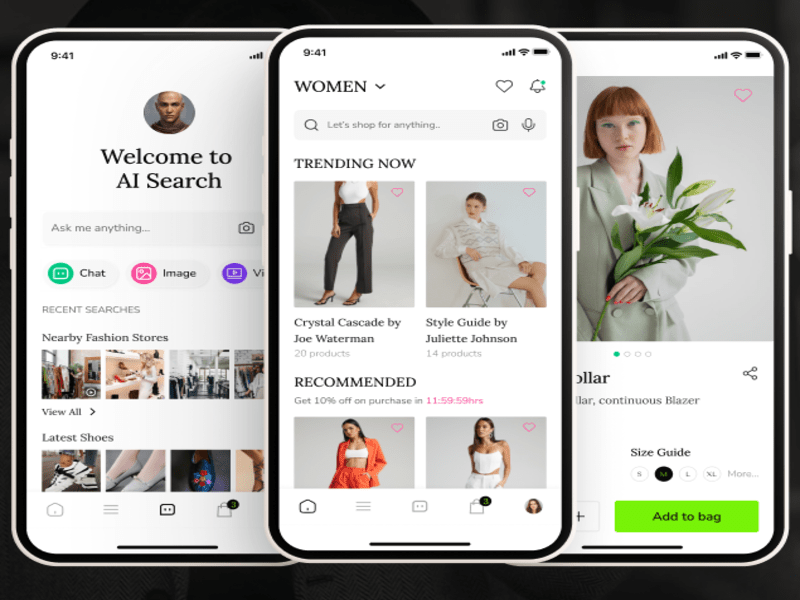 9:41
Welcome to
AI Search
Ask me anything...
Chat
Image
RECENT SEARCHES
Nearby Fashion Stores
View All
Latest Shoes
3
9:41
WOMEN
Let's shop for anything..
TRENDING NOW
Crystal Cascade by
Joe Waterman
20 products
Style Guide by
Juliette Johnson
14 products
RECOMMENDED
Get 10% off on purchase in 11:59:59hrs
3
ollar
llar, continuous Blazer
Size Guide
S M L XL More...
+ Add to bag